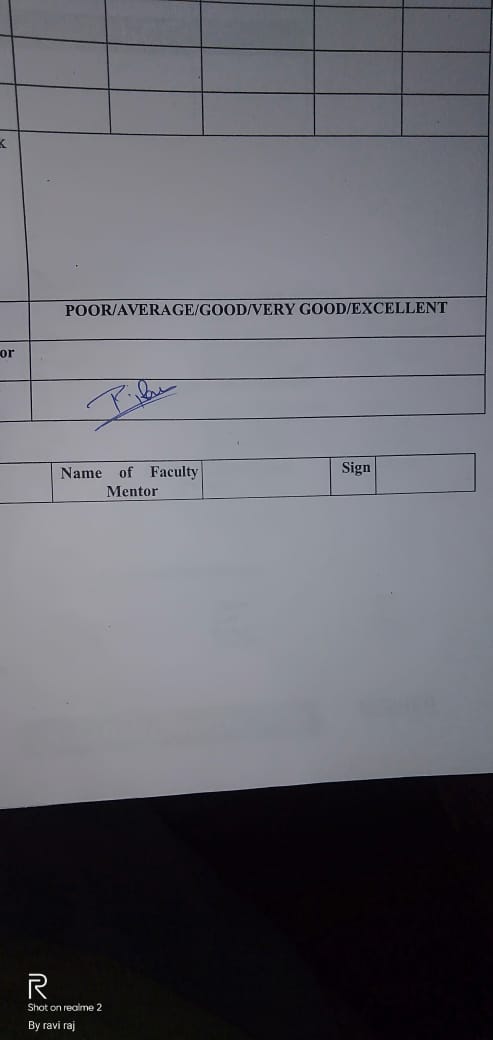 POOR/AVERAGE/GOOD/VERY GOOD/EXCELLENT
or
Name of Faculty
Mentor
Sign
R
Shot on realme 2
By ravi raj